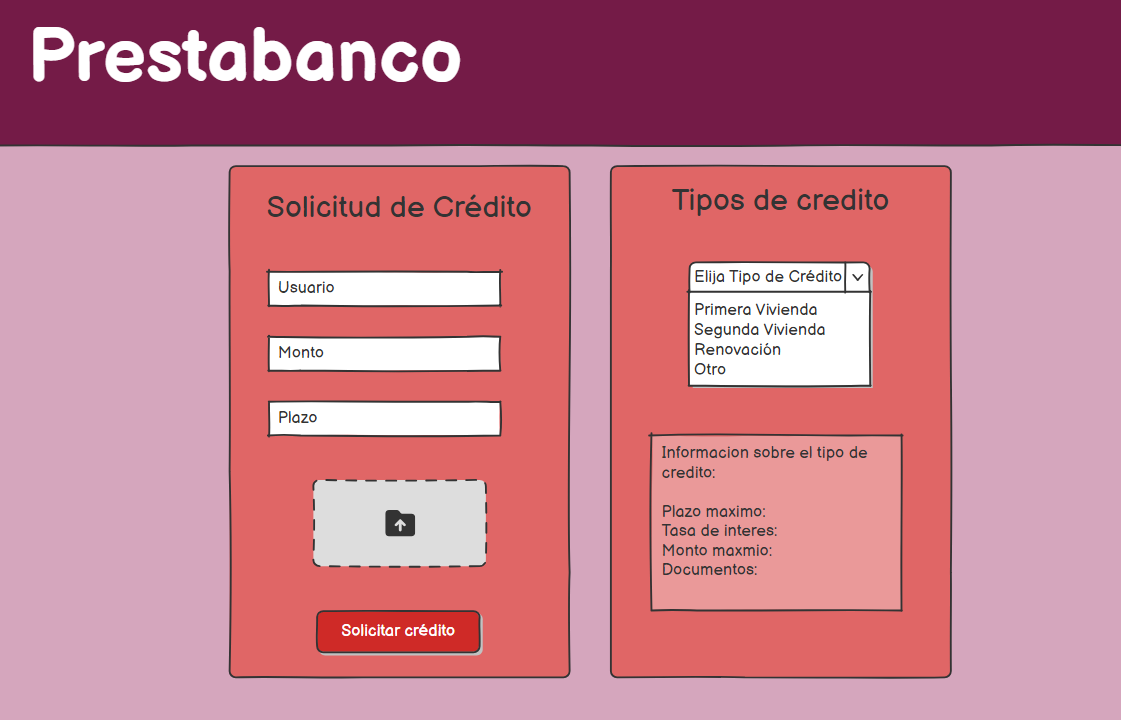 Prestabanco
Solicitud de Crédito
Usuario
Monto
Plazo
Solicitar crédito
Tipos de credito
Elija Tipo de Crédito
Primera Vivienda
Segunda Vivienda
Renovación
Otro
Informacion sobre el tipo de
credito:
Plazo maximo:
Tasa de interes:
Monto maxmio:
Documentos: